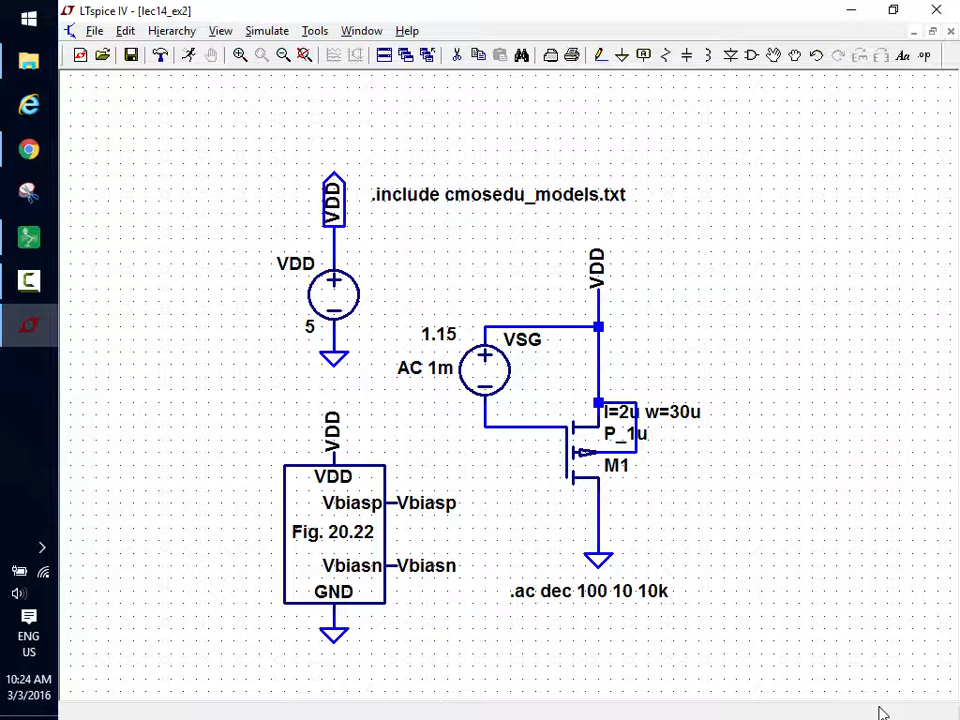 LTspice IV - [lec14_ex2]
File Edit Hierarchy View Simulate Tools Window Help
Aa .op
VDD
.include cmosedu_models.txt
VDD
5
VDD
1.15
VSG
AC 1m
l=2u w=30u
P_1u
M1
VDD
VDD
Vbiasp Vbiasp
Fig. 20.22
Vbiasn Vbiasn
GND
.ac dec 100 10 10k
ENG
US
10:24 AM
3/3/2016